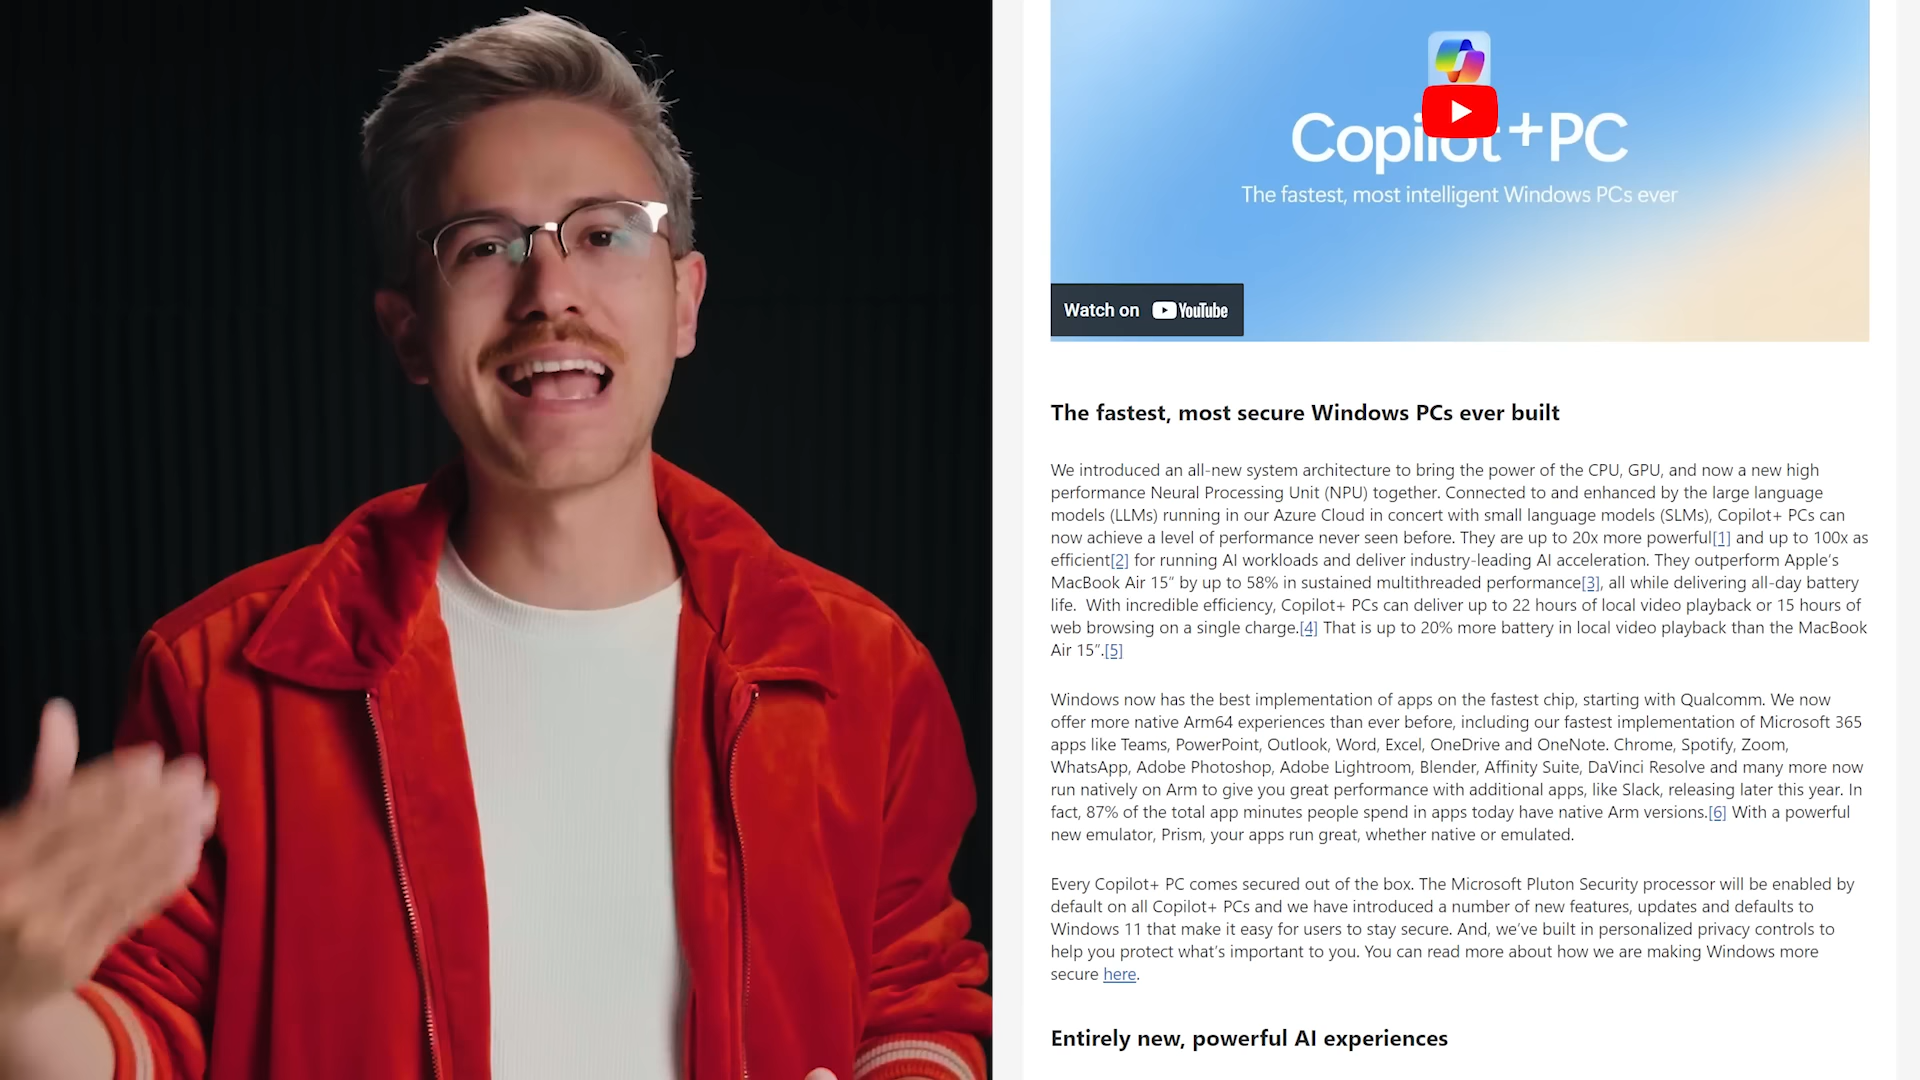 Copilot+PC
The fastest, most intelligent Windows PCs ever
Watch on YouTube
The fastest, most secure Windows PCs ever built
We introduced an all-new system architecture to bring the power of the CPU, GPU, and now a new high
performance Neural Processing Unit (NPU) together. Connected to and enhanced by the large language
models (LLMs) running in our Azure Cloud in concert with small language models (SLMs), Copilot+ PCs can
now achieve a level of performance never seen before. They are up to 20x more powerful[1] and up to 100x as
efficient[2] for running AI workloads and deliver industry-leading AI acceleration. They outperform Apple’s
MacBook Air 15” by up to 58% in sustained multithreaded performance[3], all while delivering all-day battery
life. With incredible efficiency, Copilot+ PCs can deliver up to 22 hours of local video playback or 15 hours of
web browsing on a single charge.[4] That is up to 20% more battery in local video playback than the MacBook
Air 15”.[5]
Windows now has the best implementation of apps on the fastest chip, starting with Qualcomm. We now
offer more native Arm64 experiences than ever before, including our fastest implementation of Microsoft 365
apps like Teams, PowerPoint, Outlook, Word, Excel, OneDrive and OneNote. Chrome, Spotify, Zoom,
WhatsApp, Adobe Photoshop, Adobe Lightroom, Blender, Affinity Suite, DaVinci Resolve and many more now
run natively on Arm to give you great performance with additional apps, like Slack, releasing later this year. In
fact, 87% of the total app minutes people spend in apps today have native Arm versions.[6] With a powerful
new emulator, Prism, your apps run great, whether native or emulated.
Every Copilot+ PC comes secured out of the box. The Microsoft Pluton Security processor will be enabled by
default on all Copilot+ PCs and we have introduced a number of new features, updates and defaults to
Windows 11 that make it easy for users to stay secure. And, we’ve built in personalized privacy controls to
help you protect what’s important to you. You can read more about how we are making Windows more
secure here.
Entirely new, powerful AI experiences